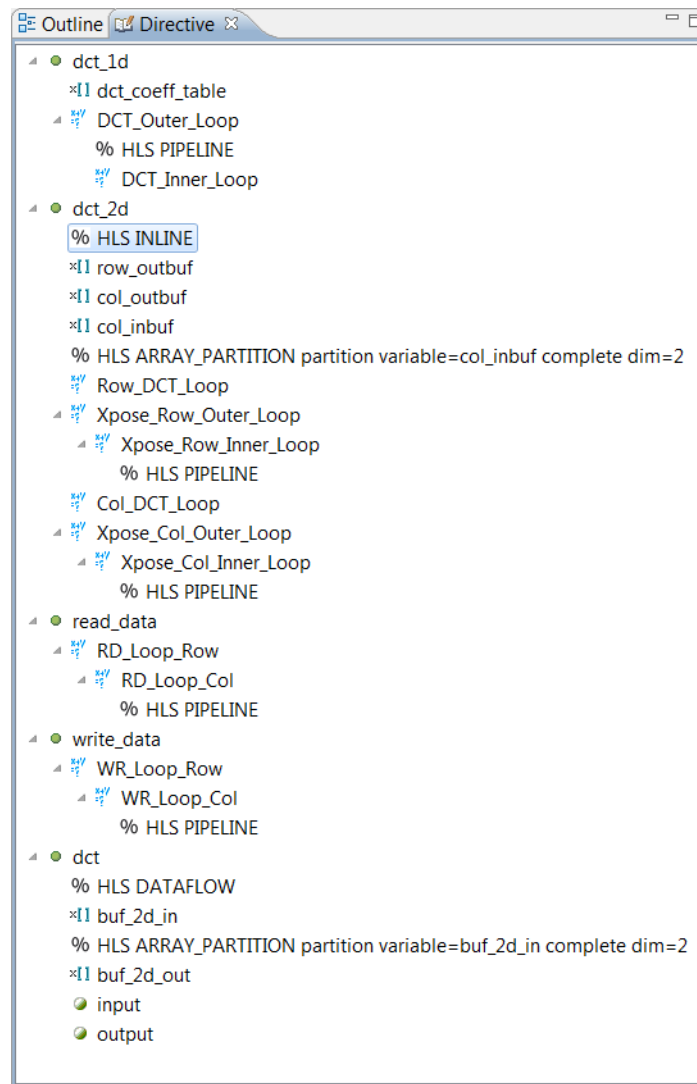 Outline Directive
dct_1d
x[] dct_coeff_table
DCT_Outer_Loop
% HLS PIPELINE
DCT_Inner_Loop
dct_2d
% HLS INLINE
x[] row_outbuf
x[] col_outbuf
x[] col_inbuf
% HLS ARRAY_PARTITION partition variable=col_inbuf complete dim=2
Row_DCT_Loop
Xpose_Row_Outer_Loop
Xpose_Row_Inner_Loop
% HLS PIPELINE
Col_DCT_Loop
Xpose_Col_Outer_Loop
Xpose_Col_Inner_Loop
% HLS PIPELINE
read_data
RD_Loop_Row
RD_Loop_Col
% HLS PIPELINE
write_data
WR_Loop_Row
WR_Loop_Col
% HLS PIPELINE
dct
% HLS DATAFLOW
x[] buf_2d_in
% HLS ARRAY_PARTITION partition variable=buf_2d_in complete dim=2
x[] buf_2d_out
input
output